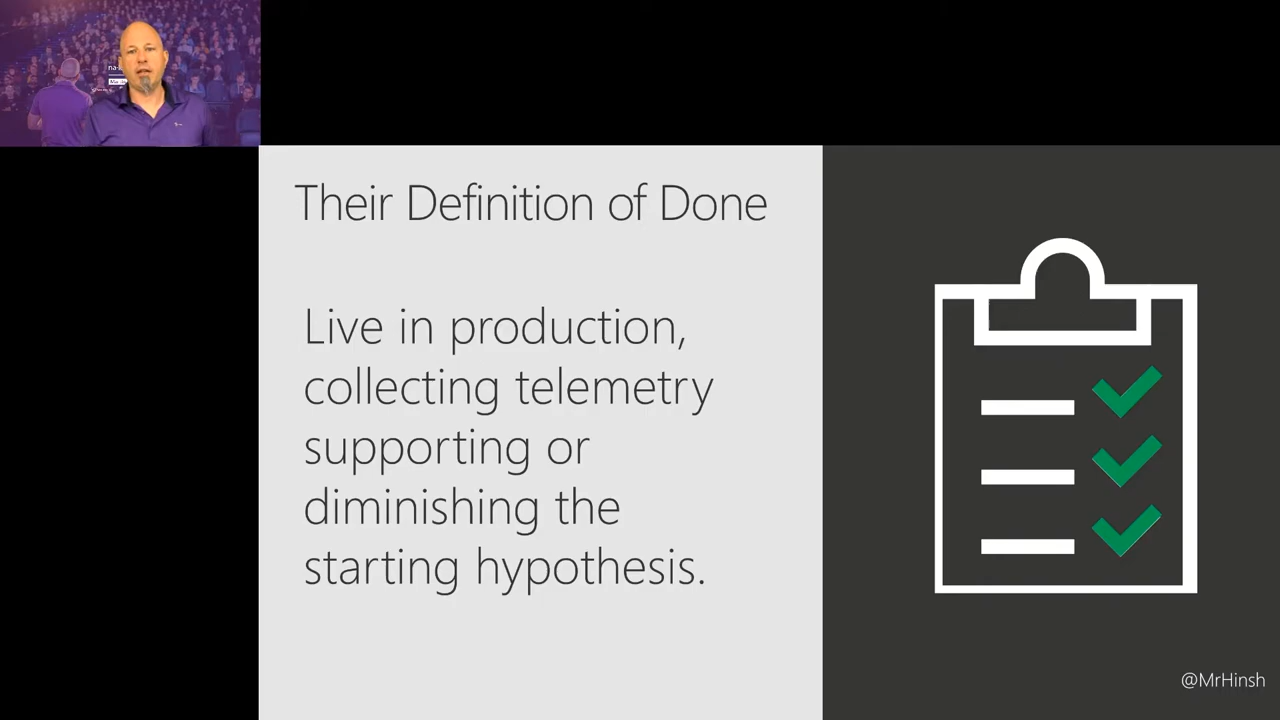 Their Definition of Done
Live in production,
collecting telemetry
supporting or
diminishing the
starting hypothesis.
@MrHinsh